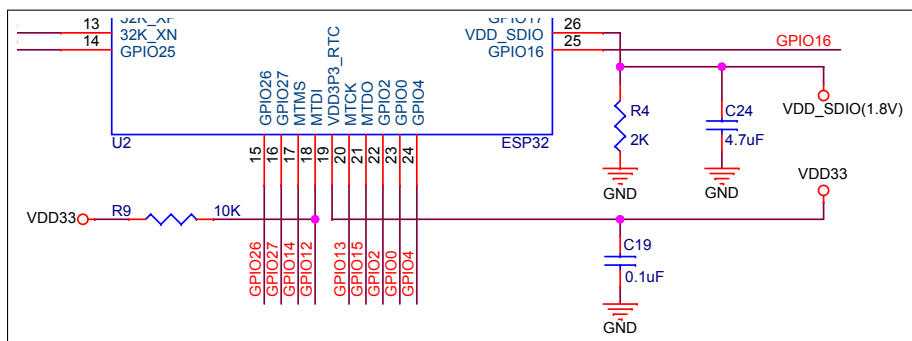 13
32K_XP
32K_XN
14
GPIO25
GPIO17
26
VDD_SDIO
25
GPIO16
GPIO16
GPIO26
GPIO27
MTMS
MTDI
VDD3P3_RTC
MTCK
MTDO
GPIO2
GPIO0
GPIO4
U2
ESP32
15
16
17
18
19
20
21
22
23
24
R4
2K
GND
C24
4.7uF
GND
VDD_SDIO(1.8V)
VDD33
VDD33
R9
10K
GPIO26
GPIO27
GPIO14
GPIO12
GPIO13
GPIO15
GPIO2
GPIO0
GPIO4
C19
0.1uF
GND